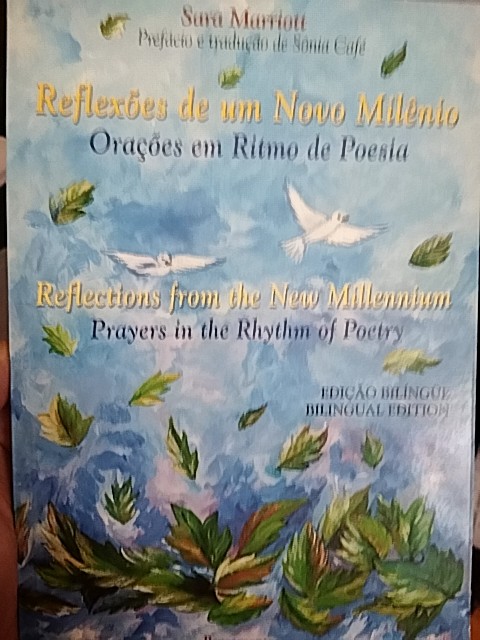 Sara Marriott
Prefácio e tradução de Sônia Café
Reflexões de um Novo Milênio
Orações em Ritmo de Poesia
Reflections from the New Millennium
Prayers in the Rhythm of Poetry
EDIÇÃO BILÍNGÜE
BILINGUAL EDITION